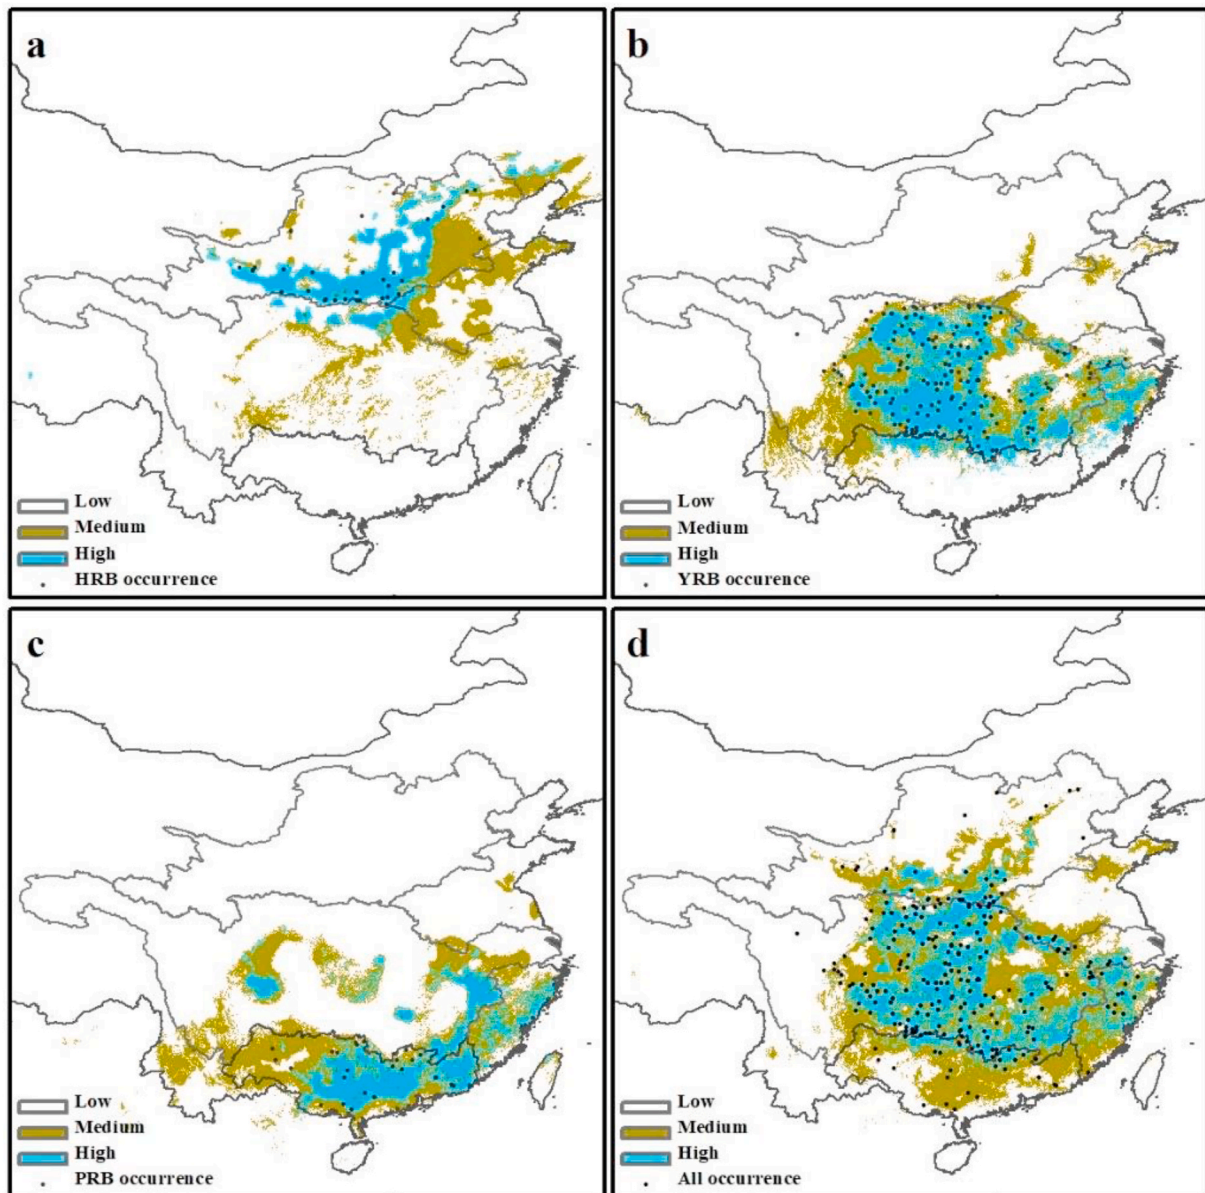 a
Low
Medium
High
HRB occurrence
b
Low
Medium
High
YRB occurence
c
Low
Medium
High
PRB occurrence
d
Low
Medium
High
All occurrence